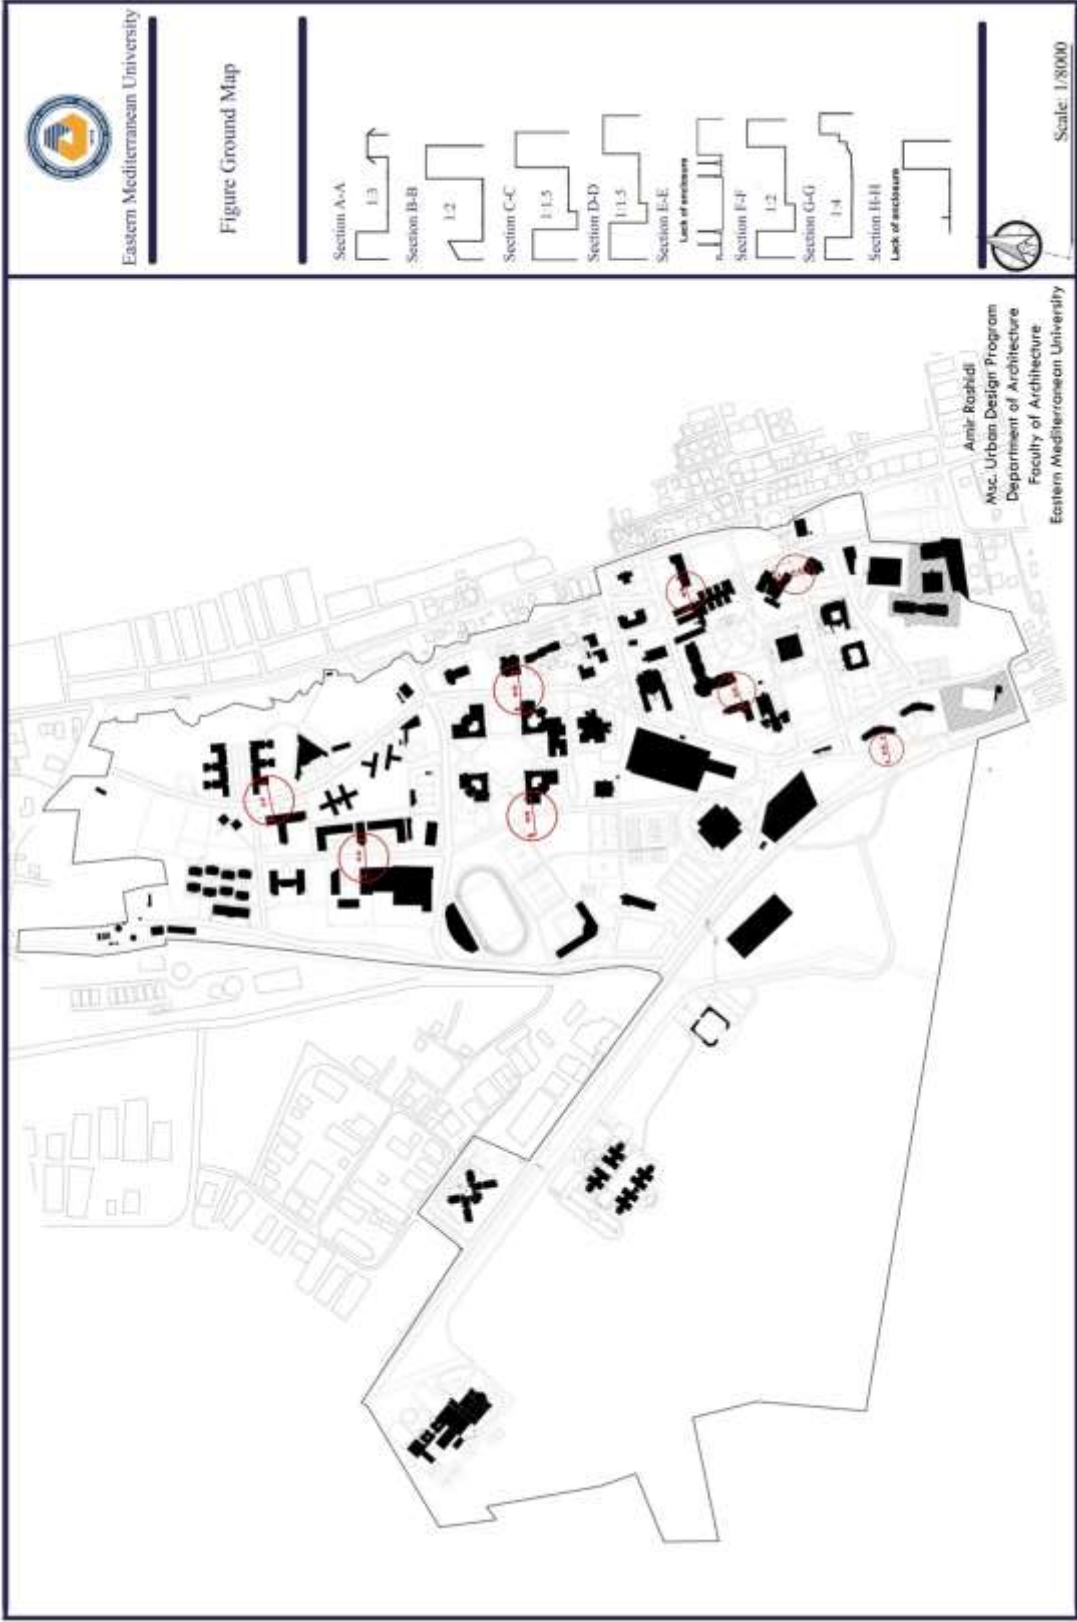 Eastern Mediterranean University
Figure Ground Map
Section A-A
1:3
Section B-B
1:2
Section C-C
1:1.5
Section D-D
1:1.5
Section E-E
Lack of enclosure
Section F-F
1:2
Section G-G
1:4
Section H-H
Lack of enclosure
Scale: 1/8000
Amir Rashidi
Msc. Urban Design Program
Department of Architecture
Faculty of Architecture
Eastern Mediterranean University